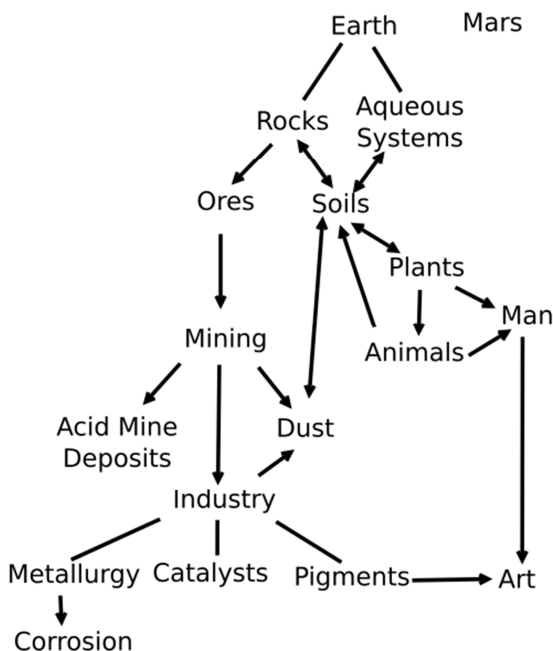 Earth
Mars
Rocks
Aqueous
Systems
Ores
Soils
Plants
Man
Mining
Animals
Acid Mine
Deposits
Dust
Industry
Metallurgy
Catalysts
Pigments
Art
Corrosion